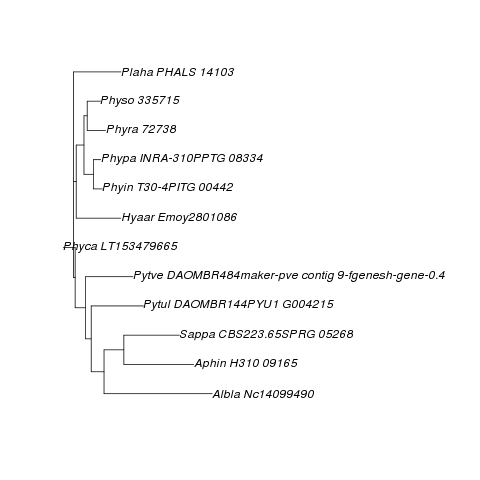 Plaha PHALS 14103
Physo 335715
Phyra 72738
Phypa INRA-310PPTG 08334
Phyin T30-4PITG 00442
Hyaar Emoy2801086
Phyca LT153479665
Pytve DAOMBR484maker-pve contig 9-fgenesh-gene-0.4
Pytul DAOMBR144PYU1 G004215
Sappa CBS223.65SPRG 05268
Aphin H310 09165
Albla Nc14099490